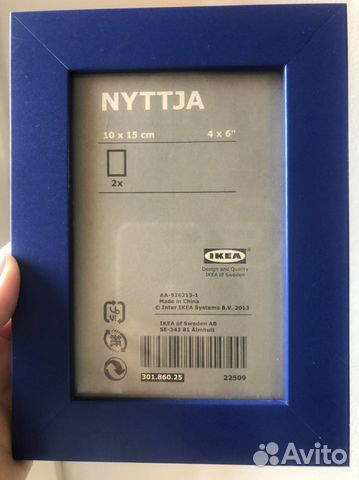 NYTTJA
10 x 15 cm 4 x 6"
2x
IKEA
Design and Quality
IKEA of Sweden
AA-926213-1
Made in China
© Inter IKEA Systems B.V. 2013
IKEA of Sweden AB
SE-343 81 Älmhult
301.860.25 22509
Avito